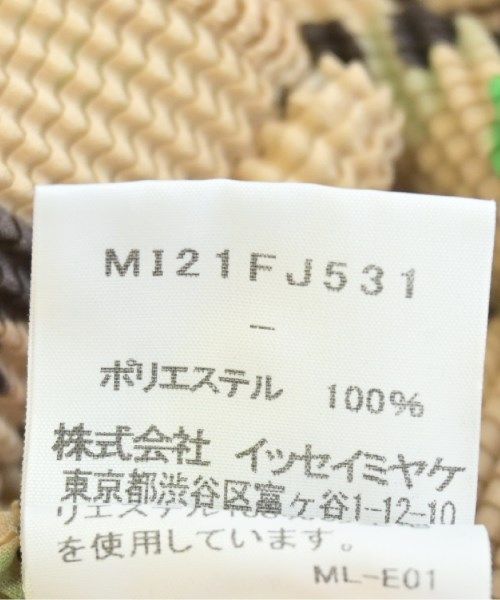 MI21FJ531
—
ポリエステル 100%
株式会社 イッセイミヤケ
東京都渋谷区富ヶ谷1-12-10
リエステル
を使用しています。
ML-E01